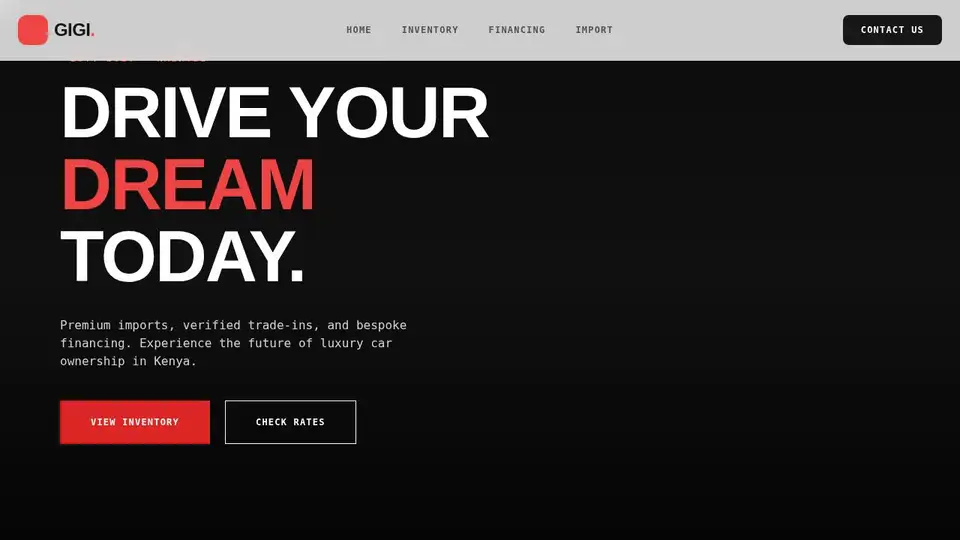 GIGI.
HOME
INVENTORY
FINANCING
IMPORT
CONTACT US
DRIVE YOUR
DREAM
TODAY.
Premium imports, verified trade-ins, and bespoke
financing. Experience the future of luxury car
ownership in Kenya.
VIEW INVENTORY
CHECK RATES